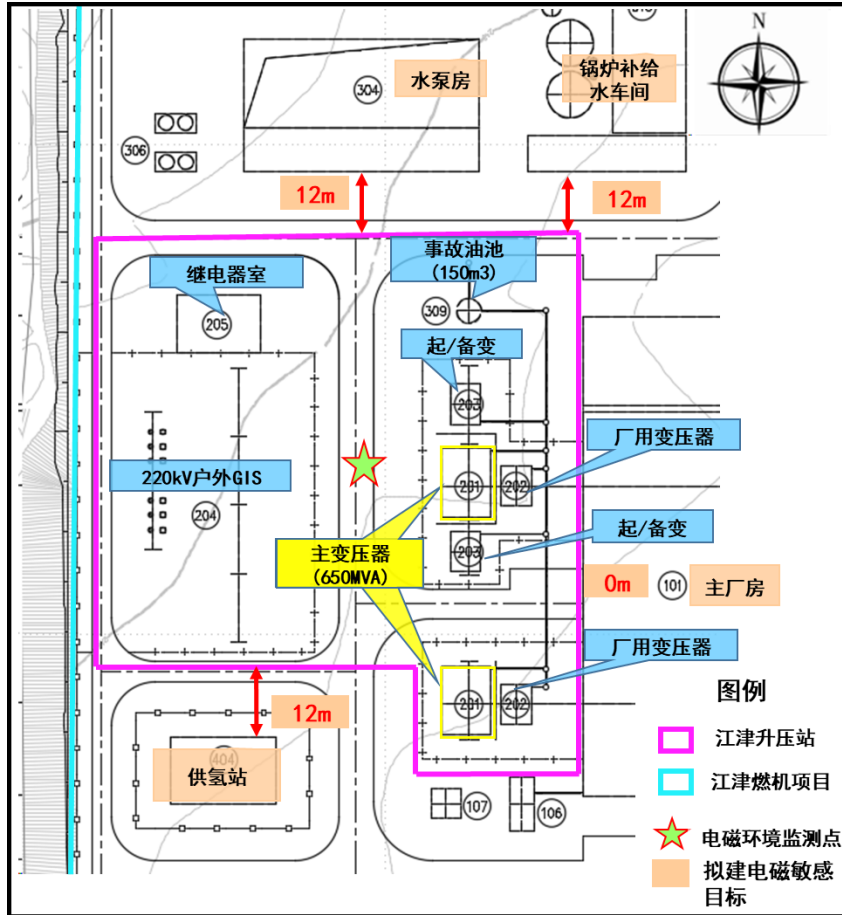 水泵房
304
锅炉补给
水车间
N
306
12m
12m
事故油池
(150m3)
继电器室
205
309
起/备变
203
厂用变压器
220kV户外GIS
201
202
204
起/备变
203
主变压器
(650MVA)
0m
101
主厂房
厂用变压器
201
202
12m
图例
404
供氢站
江津升压站
107
106
江津燃机项目
电磁环境监测点
拟建电磁敏感
目标